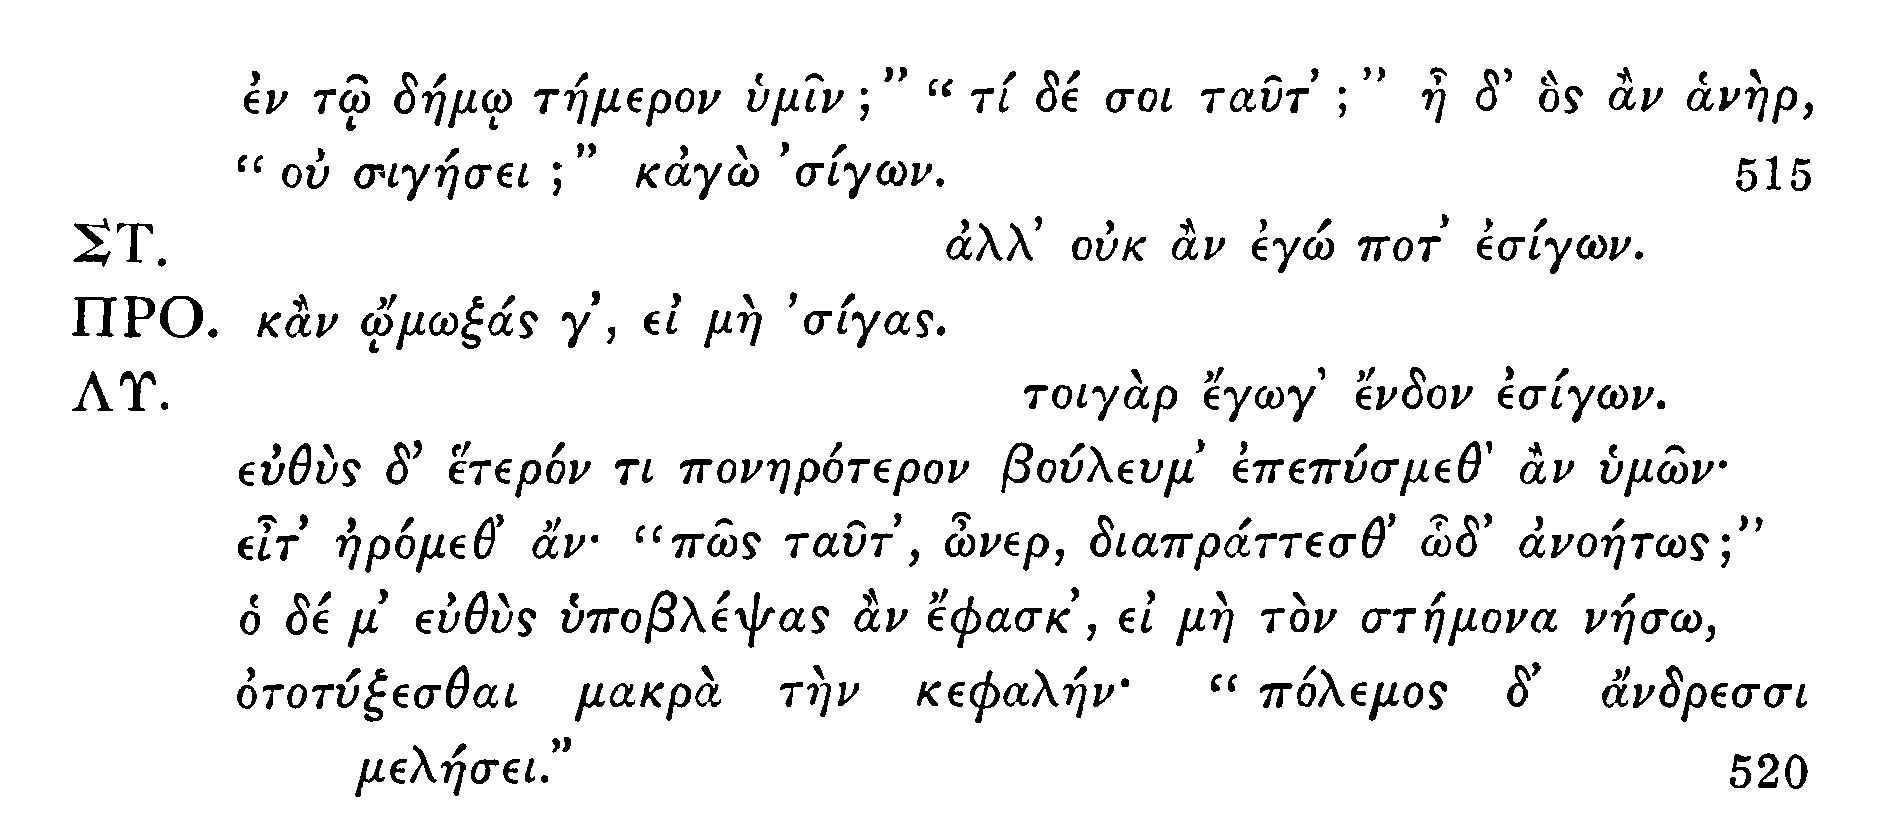 ἐν τῷ δήμῳ τήμερον ὑμῖν;” “τί δέ σοι ταῦτ’;” ἦ δ’ ὃς ἂν ἁνὴρ,
“οὐ σιγήσει;” κἀγὼ ’σίγων. 515
ΣΤ. ἀλλ’ οὐκ ἂν ἐγώ ποτ’ ἐσίγων.
ΠΡΟ. κἂν ᾤμωξάς γ’, εἰ μὴ ’σίγας.
ΛΥ. τοιγὰρ ἔγωγ’ ἔνδον ἐσίγων.
εὐθὺς δ’ ἕτερόν τι πονηρότερον βούλευμ’ ἐπεπύσμεθ’ ἂν ὑμῶν·
εἶτ’ ἠρόμεθ’ ἄν· “πῶς ταῦτ’, ὦνερ, διαπράττεσθ’ ὧδ’ ἀνοήτως;”
ὁ δέ μ’ εὐθὺς ὑποβλέψας ἂν ἔφασκ’, εἰ μὴ τὸν στήμονα νήσω,
ὀτοτύξεσθαι μακρὰ τὴν κεφαλήν· “πόλεμος δ’ ἄνδρεσσι
μελήσει.” 520